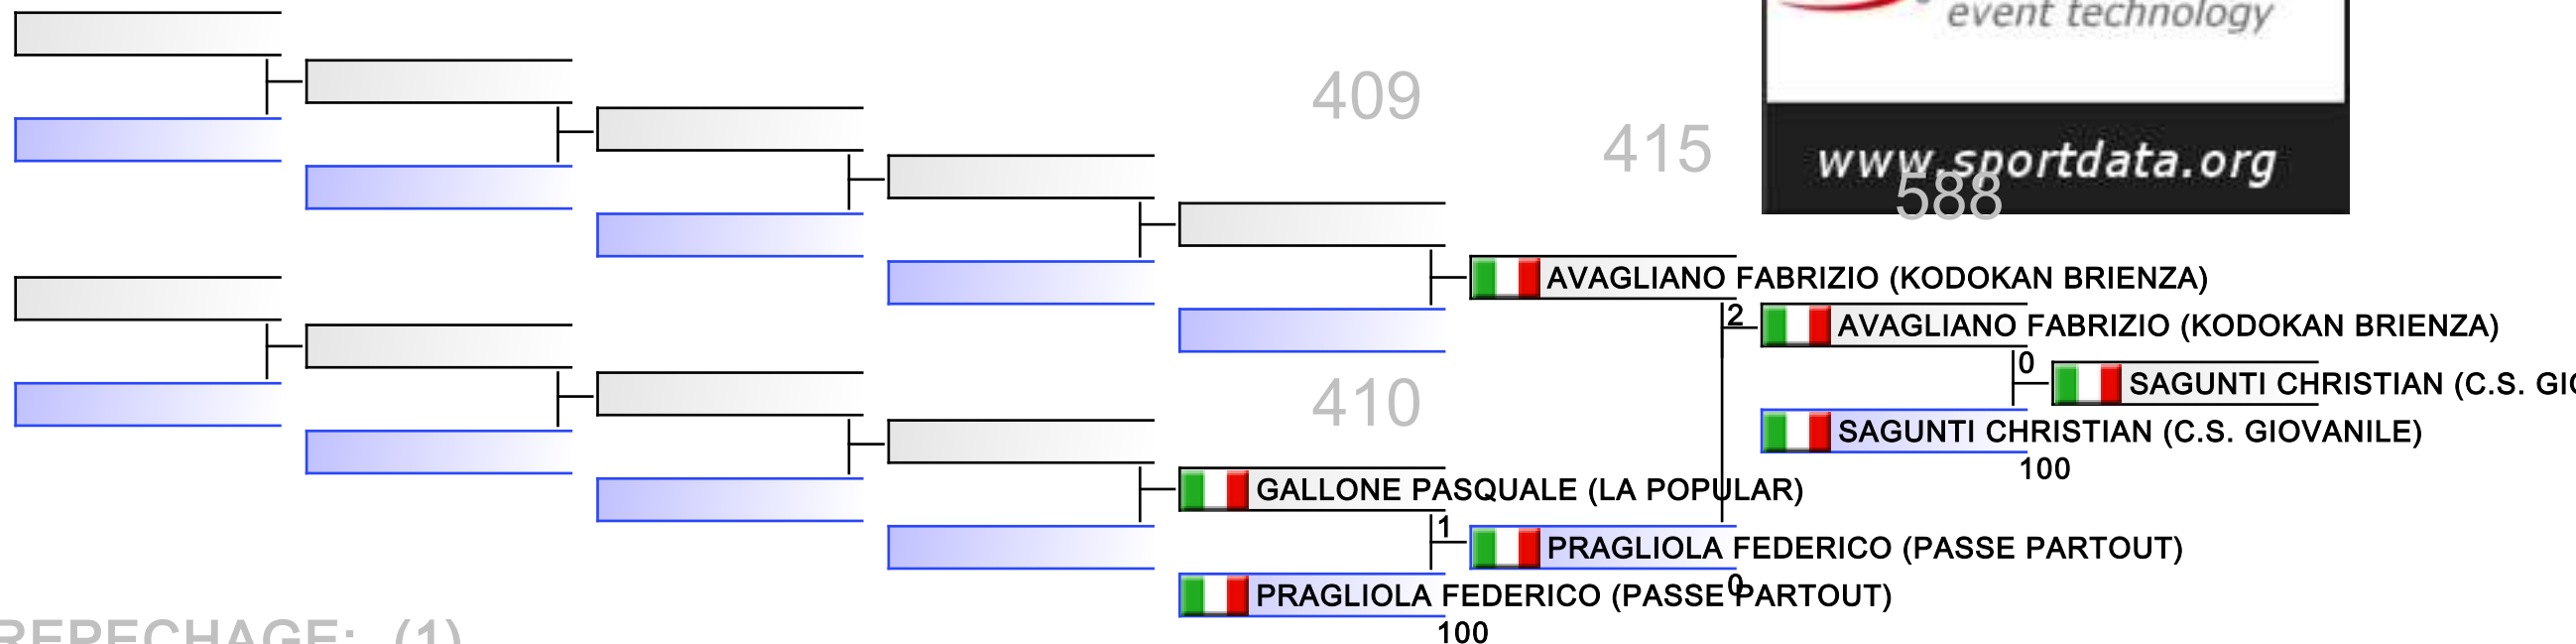 event technology
409
415
www.sportdata.org
588
AVAGLIANO FABRIZIO (KODOKAN BRIENZA)
2
AVAGLIANO FABRIZIO (KODOKAN BRIENZA)
0
SAGUNTI CHRISTIAN (C.S. GIO
410
SAGUNTI CHRISTIAN (C.S. GIOVANILE)
100
GALLONE PASQUALE (LA POPULAR)
1
PRAGLIOLA FEDERICO (PASSE PARTOUT)
0
PRAGLIOLA FEDERICO (PASSE PARTOUT)
100
REPECHAGE: (1)